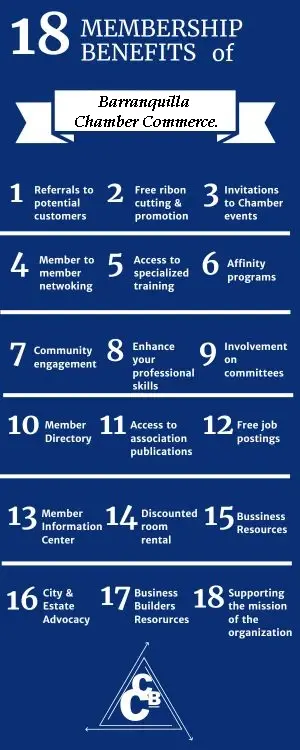 18 MEMBERSHIP
BENEFITS of
Barranquilla
Chamber Commerce.
1 Referrals to
potential
customers
2 Free ribon
cutting &
promotion
3 Invitations
to Chamber
events
4 Member to
member
netwoking
5 Access to
specialized
training
6 Affinity
programs
7 Community
engagement
8 Enhance
your
professional
skills
9 Involvement
on
committees
10 Member
Directory
11 Access to
association
publications
12 Free job
postings
13 Member
Information
Center
14 Discounted
room
rental
15 Bussiness
Resources
16 City &
Estate
Advocacy
17 Business
Builders
Resorurces
18 Supporting
the mission
of the
organization
C
C
B